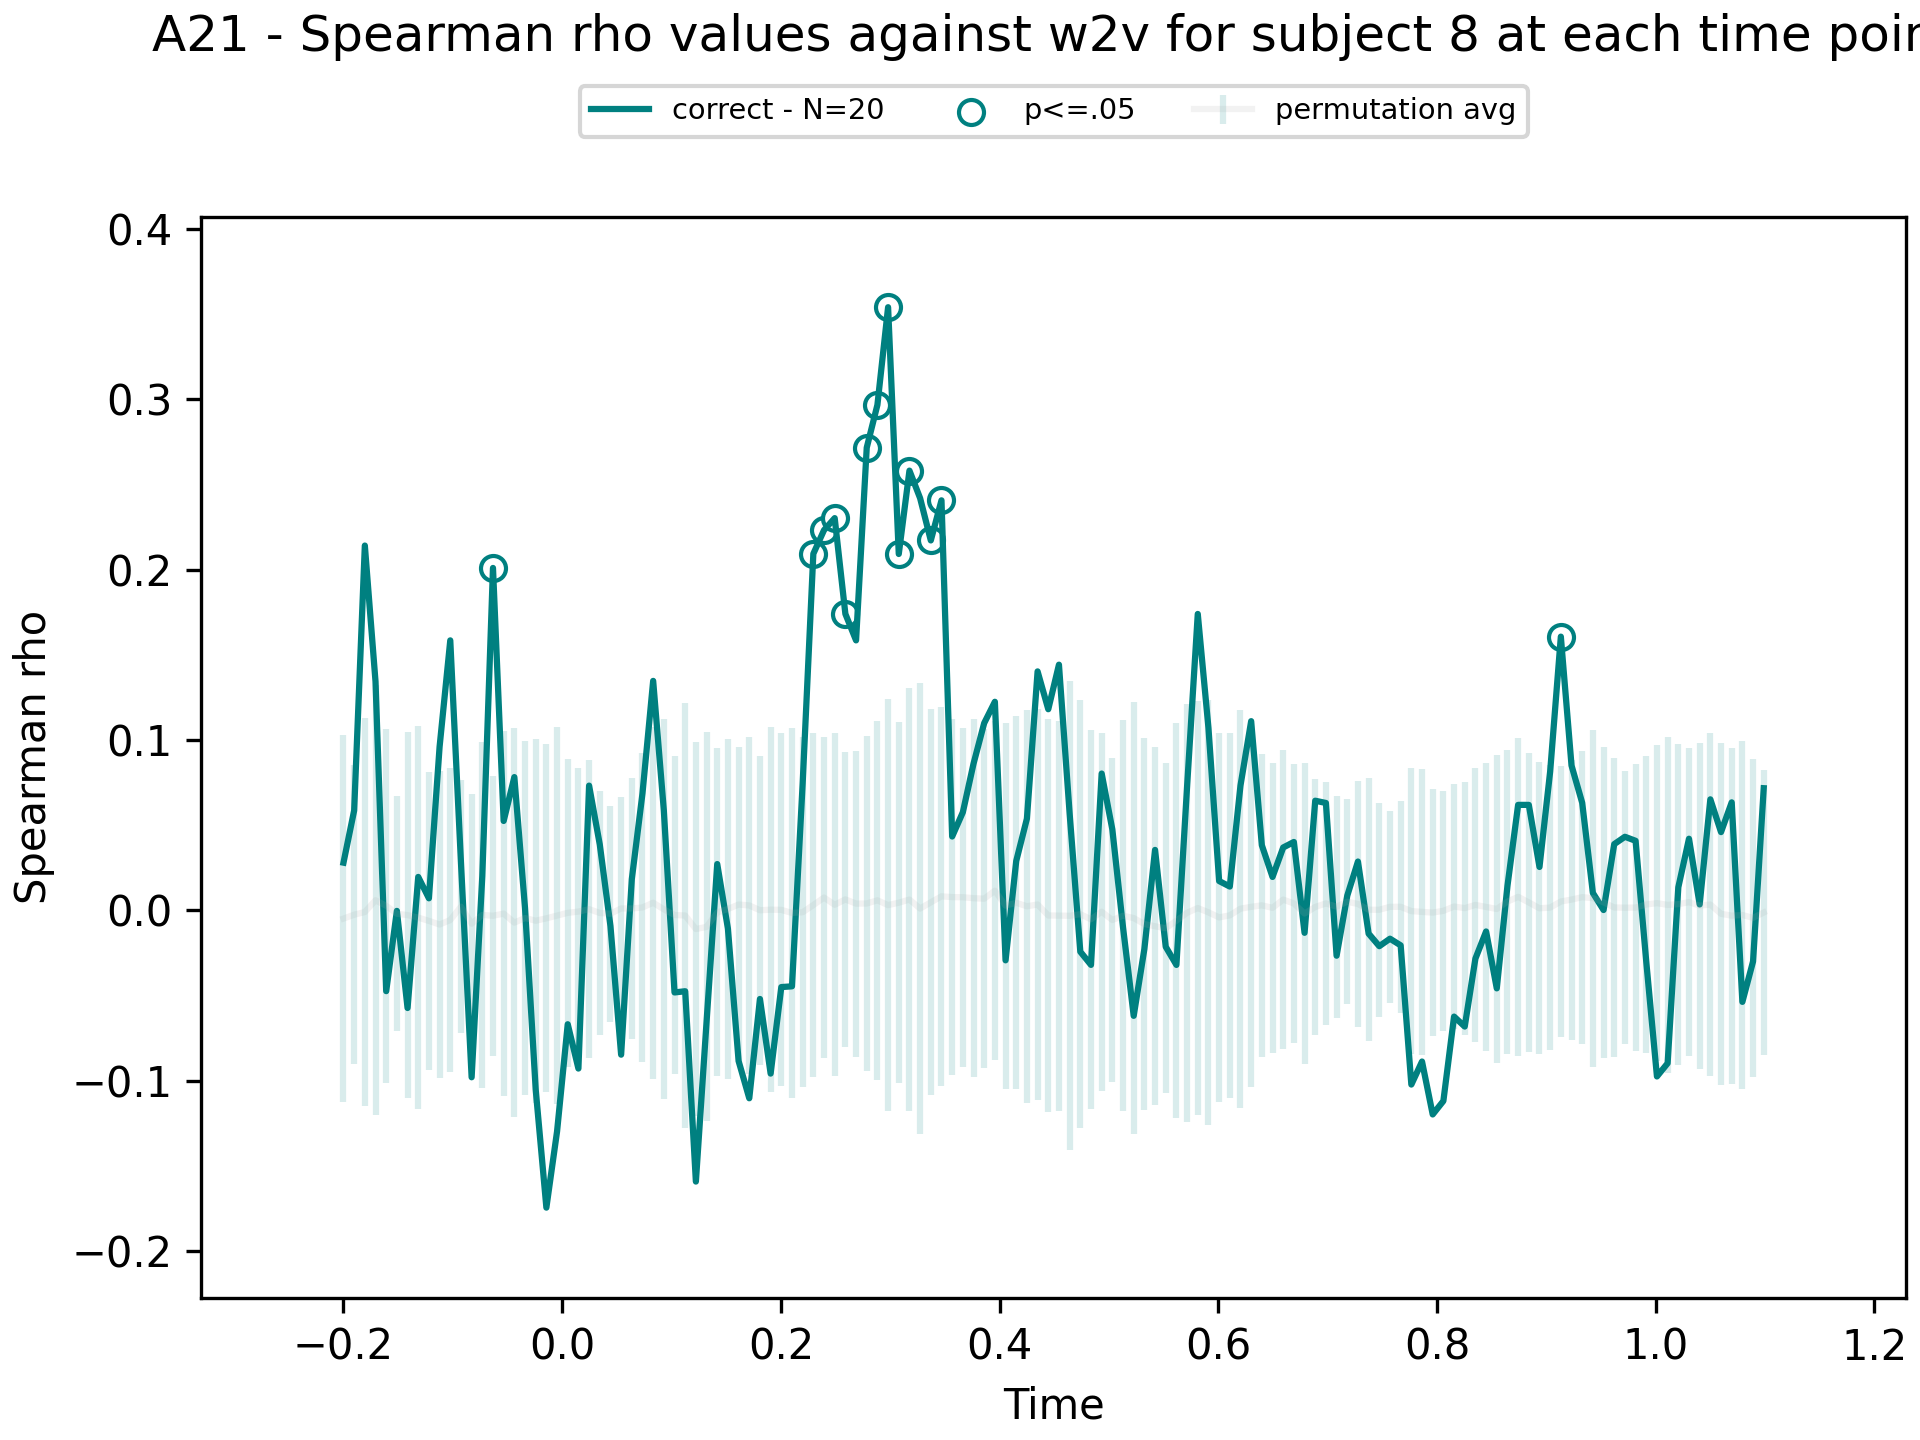 A21 - Spearman rho values against w2v for subject 8 at each time poin
correct - N=20 p<=.05 permutation avg
0.4
0.3
0.2
0.1
0.0
−0.1
−0.2
Spearman rho
−0.2 0.0 0.2 0.4 0.6 0.8 1.0 1.2
Time